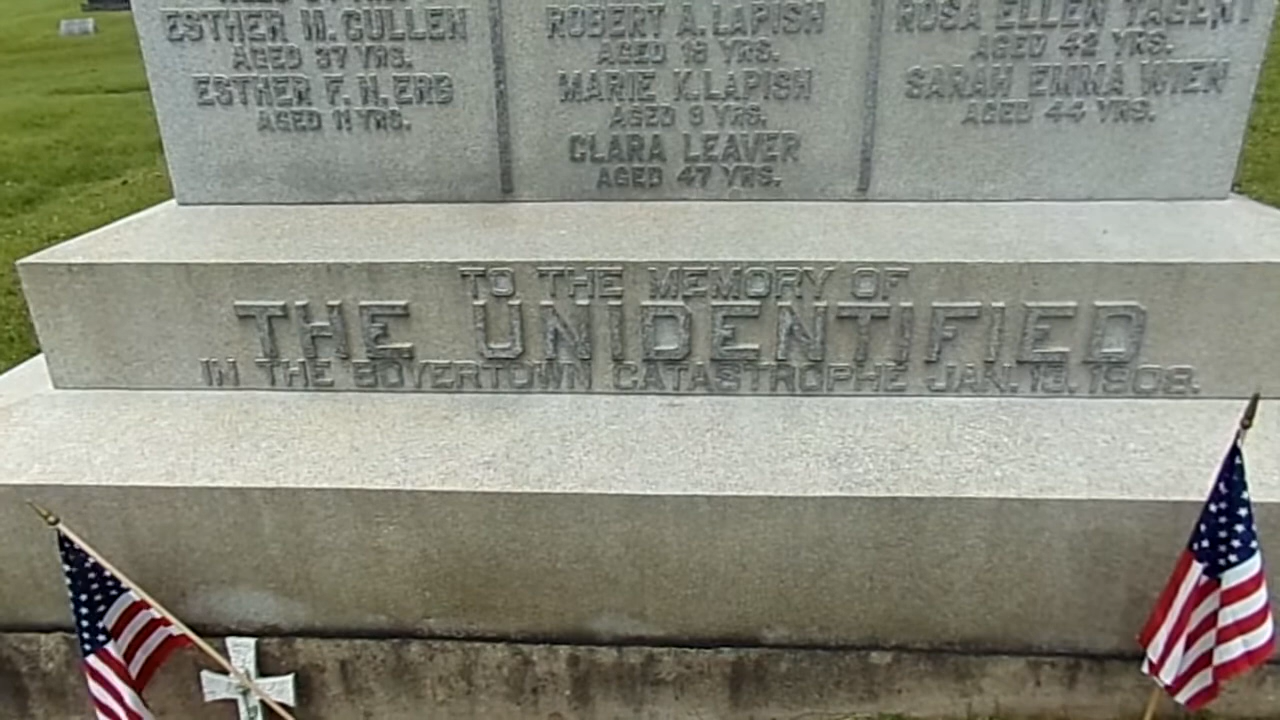 ESTHER M. CULLEN
AGED 37 YRS.
ESTHER F. N. ERB
AGED 11 YRS.
ROBERT A. LAPISH
AGED 18 YRS.
MARIE K. LAPISH
AGED 9 YRS.
CLARA LEAVER
AGED 47 YRS.
ROSA ELLEN TAGENT
AGED 42 YRS.
SARAH EMMA WIEN
AGED 44 YRS.
TO THE MEMORY OF
THE UNIDENTIFIED
IN THE BOYERTOWN CATASTROPHE JAN. 13. 1908.